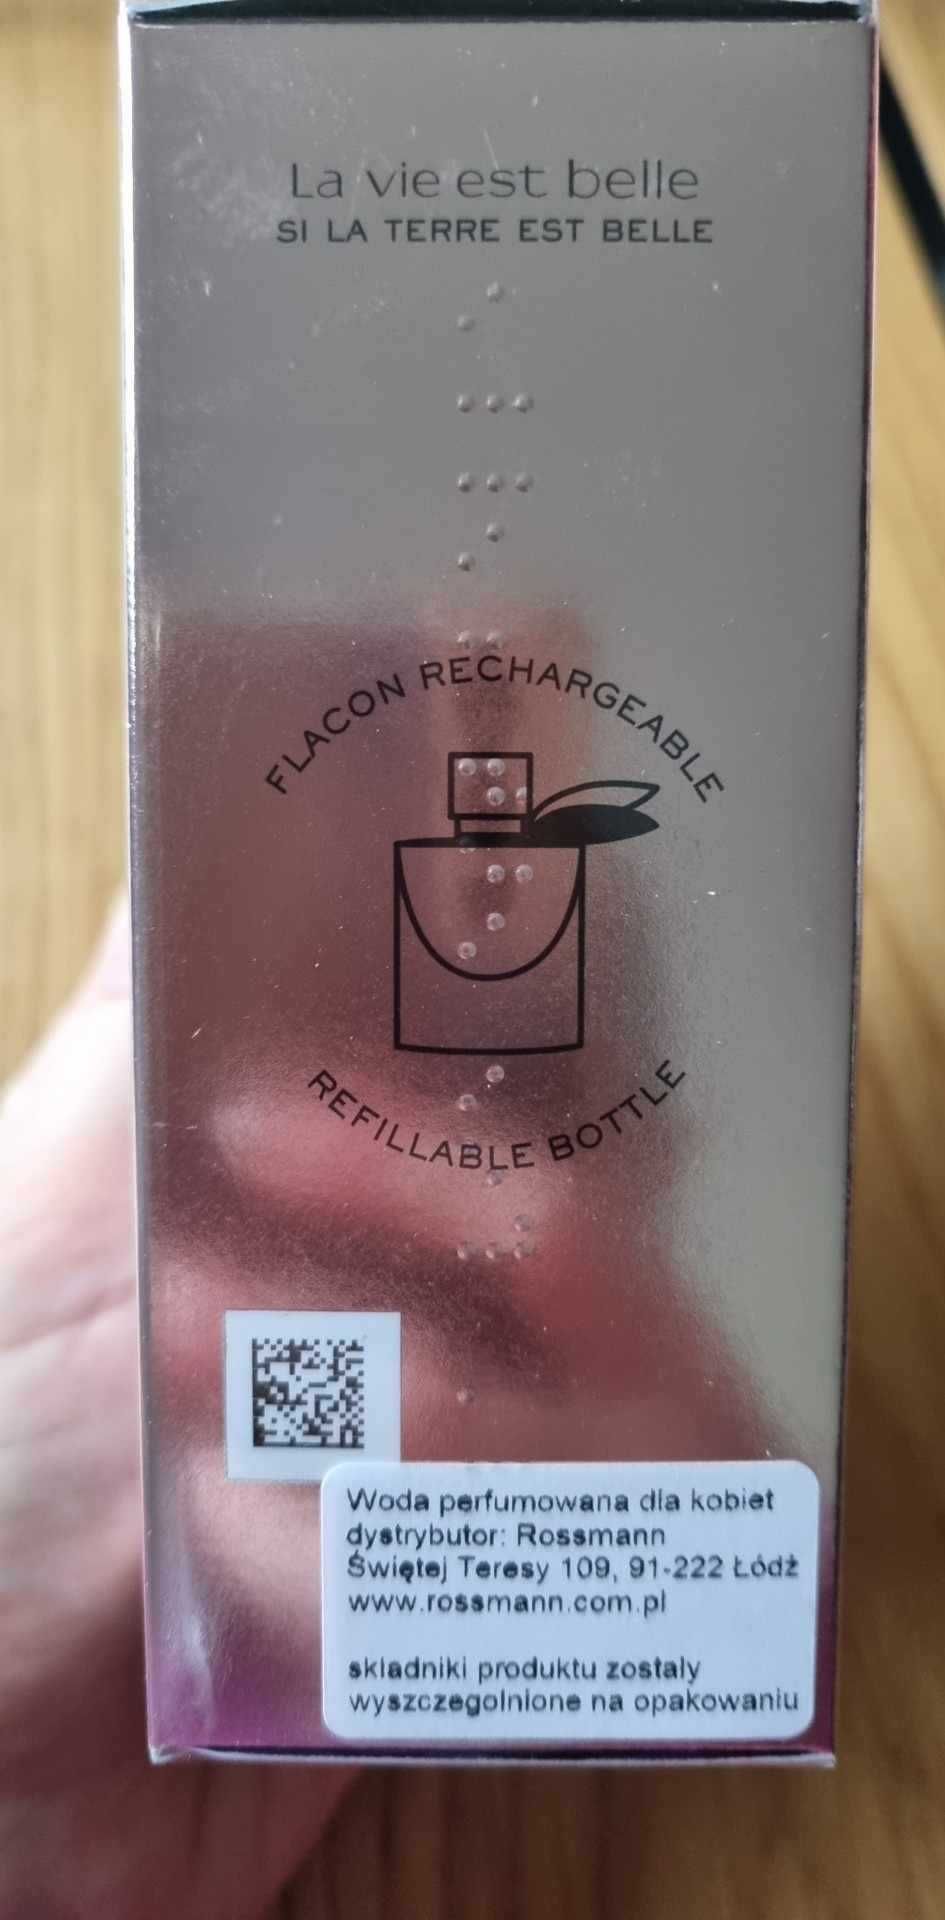 La vie est belle
SI LA TERRE EST BELLE
FLACON RECHARGEABLE
REFILLABLE BOTTLE
Woda perfumowana dla kobiet
dystrybutor: Rossmann
Świętej Teresy 109, 91-222 Łódż
www.rossmann.com.pl
skladniki produktu zostaly
wyszczegolnione na opakowaniu